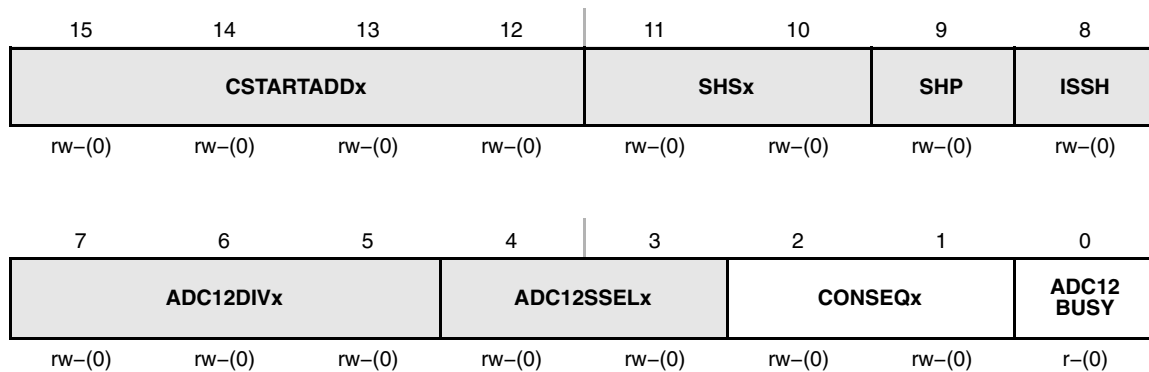 15 14 13 12 11 10 9 8
CSTARTADDx SHSx SHP ISSH
rw−(0) rw−(0) rw−(0) rw−(0) rw−(0) rw−(0) rw−(0) rw−(0)
7 6 5 4 3 2 1 0
ADC12DIVx ADC12SSELx CONSEQx ADC12
BUSY
rw−(0) rw−(0) rw−(0) rw−(0) rw−(0) rw−(0) rw−(0) r−(0)